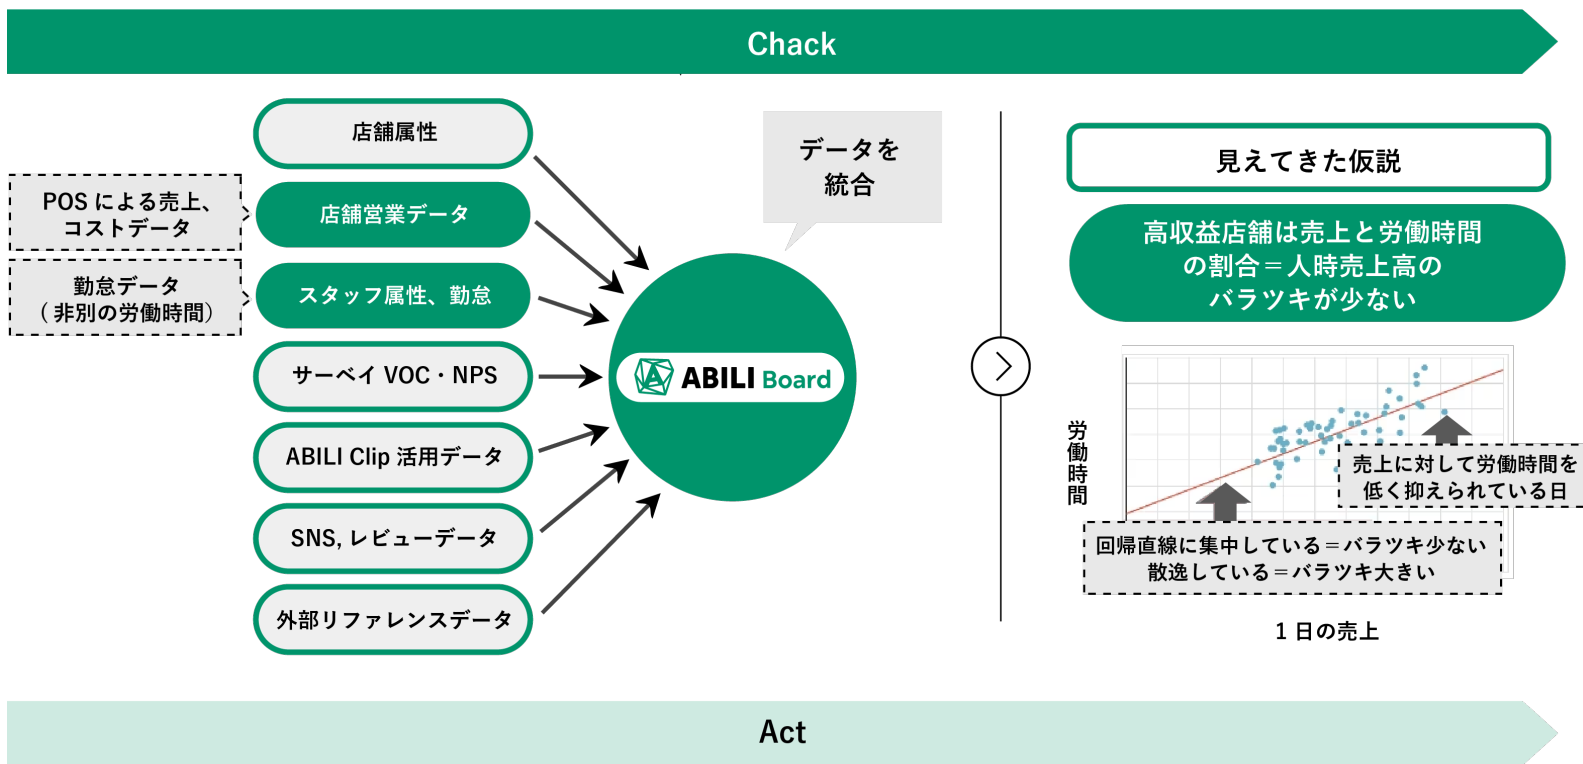 Chack
店舗属性
POS による売上、
コストデータ
店舗営業データ
勤怠データ
（非別の労働時間）
スタッフ属性、勤怠
サーベイ VOC・NPS
ABILI Clip 活用データ
SNS, レビューデータ
外部リファレンスデータ
データを
統合
ABILI Board
見えてきた仮説
高収益店舗は売上と労働時間
の割合＝人時売上高の
バラツキが少ない
労働時間
売上に対して労働時間を
低く抑えられている日
回帰直線に集中している＝バラツキ少ない
散逸している＝バラツキ大きい
1 日の売上
Act